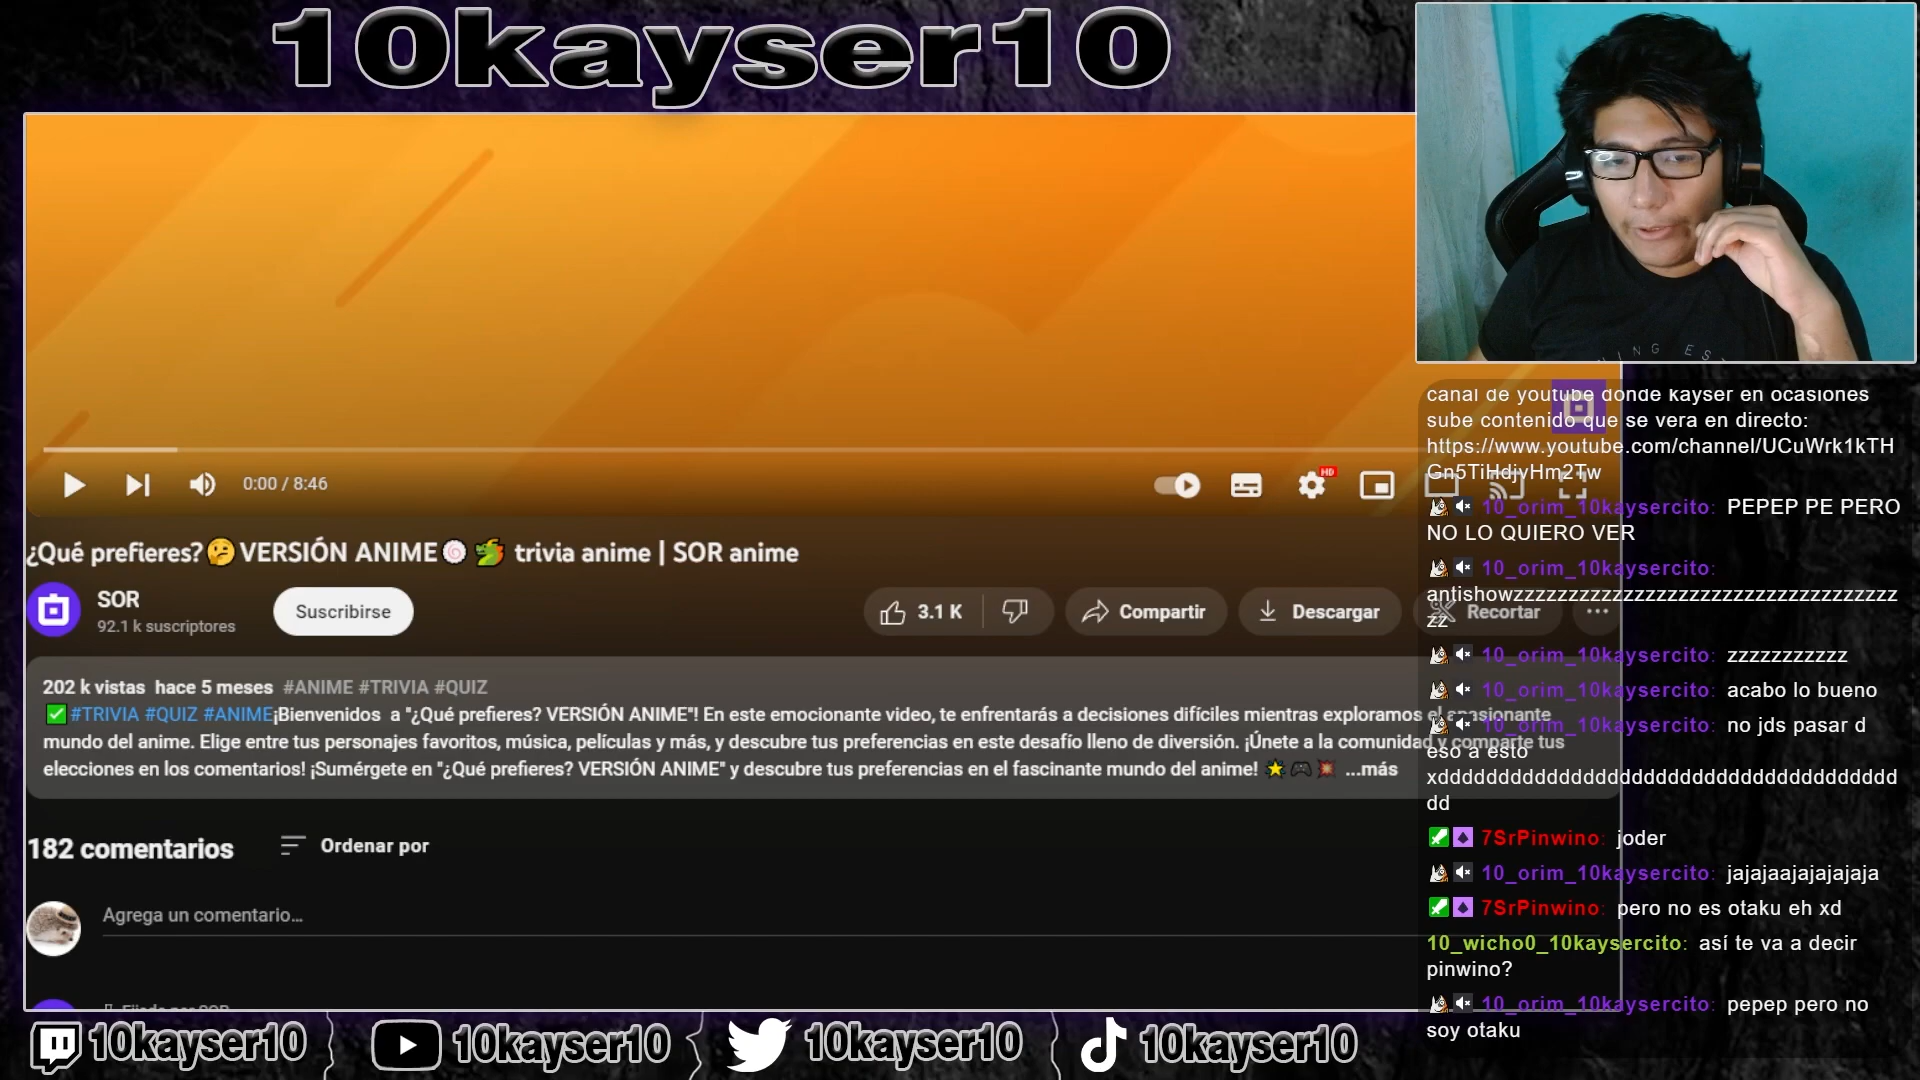 10kayser10
NING ES
0:00 / 8:46
HD
¿Qué prefieres?🤔VERSIÓN ANIME🍥🐲 trivia anime | SOR anime
SOR
92.1 k suscriptores
Suscribirse
3.1 K
Compartir
Descargar
Recortar
202 k vistas hace 5 meses #ANIME #TRIVIA #QUIZ
✅#TRIVIA #QUIZ #ANIME¡Bienvenidos a "¿Qué prefieres? VERSIÓN ANIME"! En este emocionante video, te enfrentarás a decisiones difíciles mientras exploramos el apasionante
mundo del anime. Elige entre tus personajes favoritos, música, películas y más, y descubre tus preferencias en este desafío lleno de diversión. ¡Únete a la comunidad y comparte tus
elecciones en los comentarios! ¡Sumérgete en "¿Qué prefieres? VERSIÓN ANIME" y descubre tus preferencias en el fascinante mundo del anime! 🌟🎮💥 ...más
182 comentarios
Ordenar por
Agrega un comentario...
canal de youtube donde kayser en ocasiones
sube contenido que se vera en directo:
https://www.youtube.com/channel/UCuWrk1kTH
Gn5TiHdjyHm2Tw
10_orim_10kaysercito: PEPEP PE PERO
NO LO QUIERO VER
10_orim_10kaysercito:
antishowzzzzzzzzzzzzzzzzzzzzzzzzzzzzzzzzzzz
zz
10_orim_10kaysercito: zzzzzzzzzzz
10_orim_10kaysercito: acabo lo bueno
10_orim_10kaysercito: no jds pasar d
eso a esto
xdddddddddddddddddddddddddddddddddddddd
dd
7SrPinwino: joder
10_orim_10kaysercito: jajajaajajajajaja
7SrPinwino: pero no es otaku eh xd
10_wicho0_10kaysercito: así te va a decir
pinwino?
10_orim_10kaysercito: pepep pero no
soy otaku
10kayser10
10kayser10
10kayser10
10kayser10